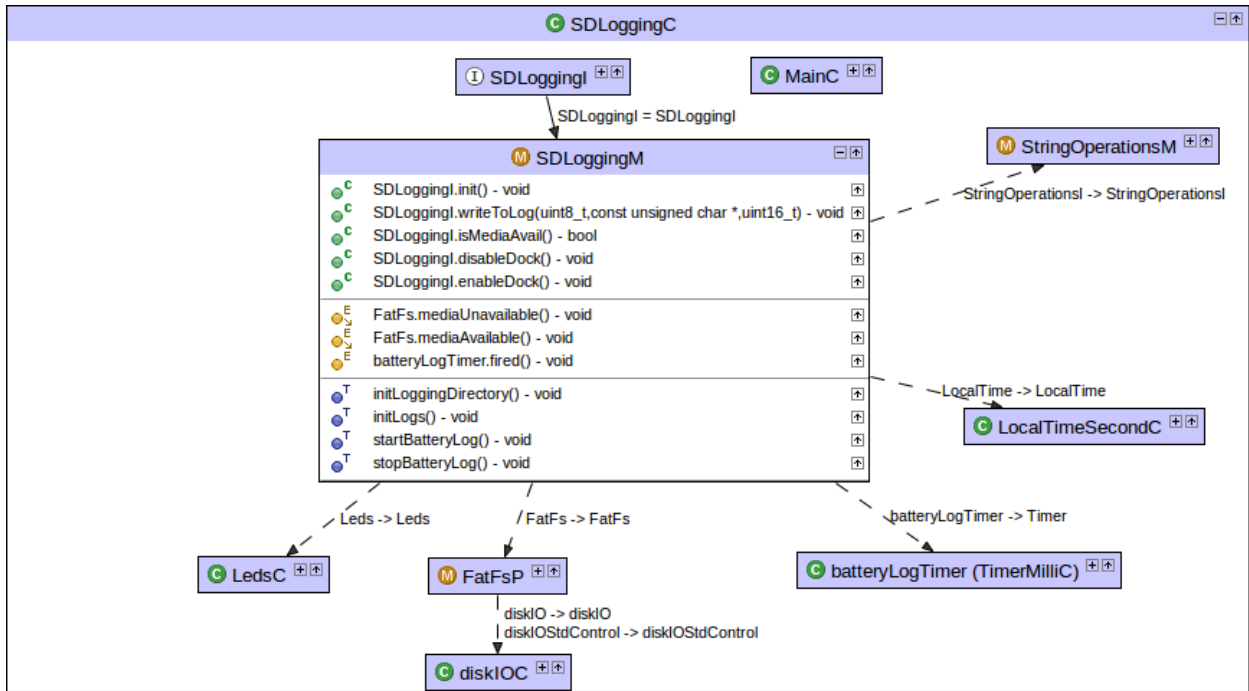 C SDLoggingC
I SDLoggingI
C MainC
SDLoggingI = SDLoggingI
M SDLoggingM
M StringOperationsM
C SDLoggingI.init() - void
C SDLoggingI.writeToLog(uint8_t,const unsigned char *,uint16_t) - void
StringOperationsI -> StringOperationsI
C SDLoggingI.isMediaAvail() - bool
C SDLoggingI.disableDock() - void
C SDLoggingI.enableDock() - void
E FatFs.mediaUnavailable() - void
E FatFs.mediaAvailable() - void
E batteryLogTimer.fired() - void
T initLoggingDirectory() - void
LocalTime -> LocalTime
T initLogs() - void
C LocalTimeSecondC
T startBatteryLog() - void
T stopBatteryLog() - void
Leds -> Leds
FatFs -> FatFs
batteryLogTimer -> Timer
C LedsC
M FatFsP
C batteryLogTimer (TimerMilliC)
diskIO -> diskIO
diskIOStdControl -> diskIOStdControl
C diskIOC